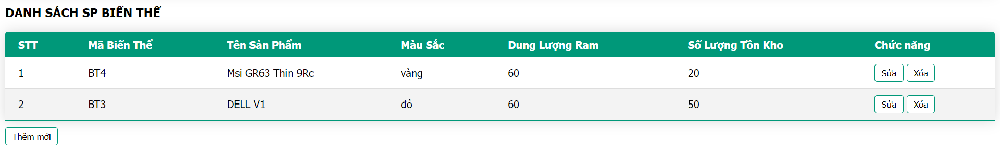 DANH SÁCH SP BIẾN THỂ
STT Mã Biến Thể Tên Sản Phẩm Màu Sắc Dung Lượng Ram Số Lượng Tồn Kho Chức năng
1 BT4 Msi GR63 Thin 9Rc vàng 60 20 Sửa Xóa
2 BT3 DELL V1 đỏ 60 50 Sửa Xóa
Thêm mới